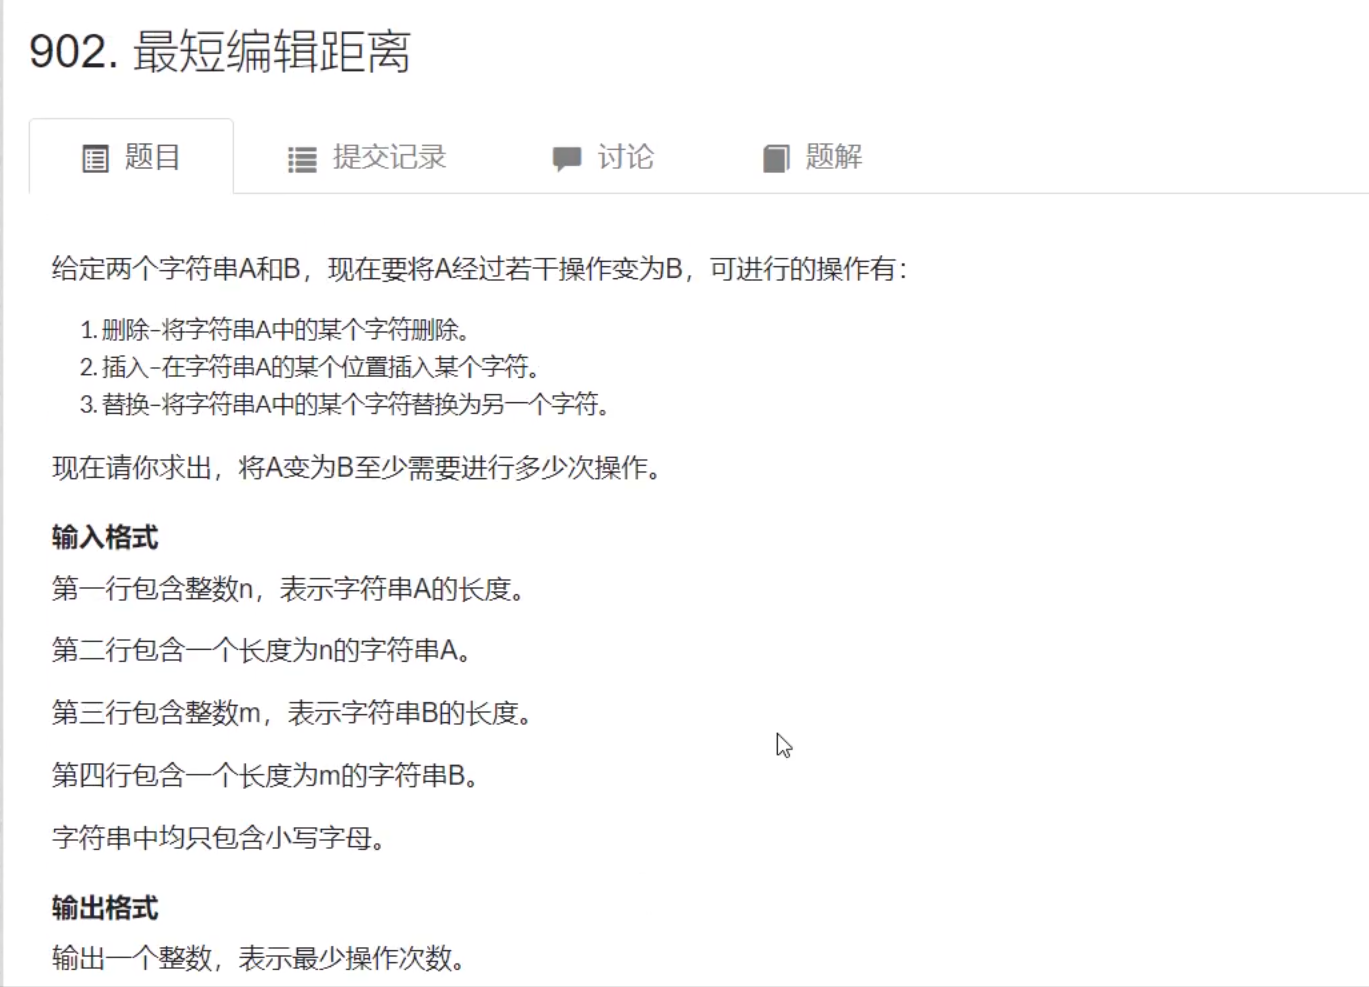 902. 最短编辑距离
题目 提交记录 讨论 题解
给定两个字符串A和B，现在要将A经过若干操作变为B，可进行的操作有：
1. 删除–将字符串A中的某个字符删除。
2. 插入–在字符串A的某个位置插入某个字符。
3. 替换–将字符串A中的某个字符替换为另一个字符。
现在请你求出，将A变为B至少需要进行多少次操作。
输入格式
第一行包含整数n，表示字符串A的长度。
第二行包含一个长度为n的字符串A。
第三行包含整数m，表示字符串B的长度。
第四行包含一个长度为m的字符串B。
字符串中均只包含小写字母。
输出格式
输出一个整数，表示最少操作次数。